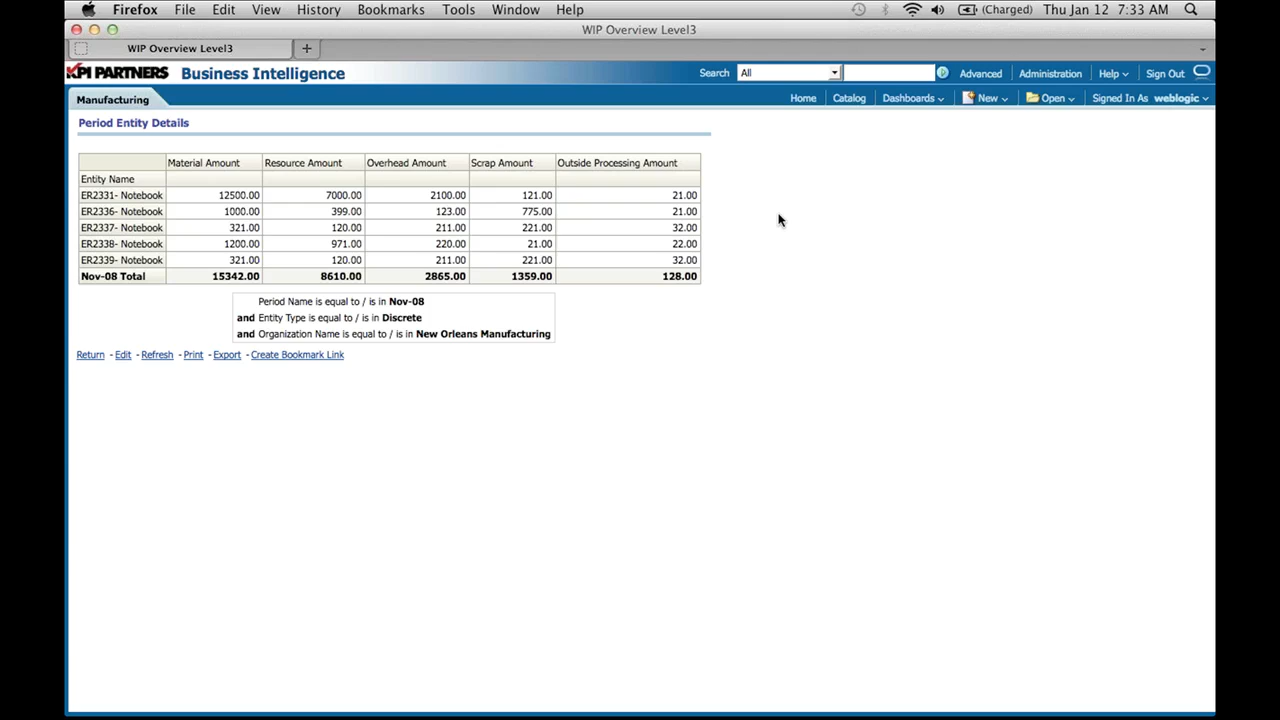 Firefox File Edit View History Bookmarks Tools Window Help (Charged) Thu Jan 12 7:33 AM
WIP Overview Level3
WIP Overview Level3 +
KPI PARTNERS Business Intelligence Search All Advanced Administration Help Sign Out
Manufacturing Home Catalog Dashboards New Open Signed In As weblogic
Period Entity Details
Material Amount Resource Amount Overhead Amount Scrap Amount Outside Processing Amount
Entity Name
ER2331- Notebook 12500.00 7000.00 2100.00 121.00 21.00
ER2336- Notebook 1000.00 399.00 123.00 775.00 21.00
ER2337- Notebook 321.00 120.00 211.00 221.00 32.00
ER2338- Notebook 1200.00 971.00 220.00 21.00 22.00
ER2339- Notebook 321.00 120.00 211.00 221.00 32.00
Nov-08 Total 15342.00 8610.00 2865.00 1359.00 128.00
Period Name is equal to / is in Nov-08
and Entity Type is equal to / is in Discrete
and Organization Name is equal to / is in New Orleans Manufacturing
Return - Edit - Refresh - Print - Export - Create Bookmark Link